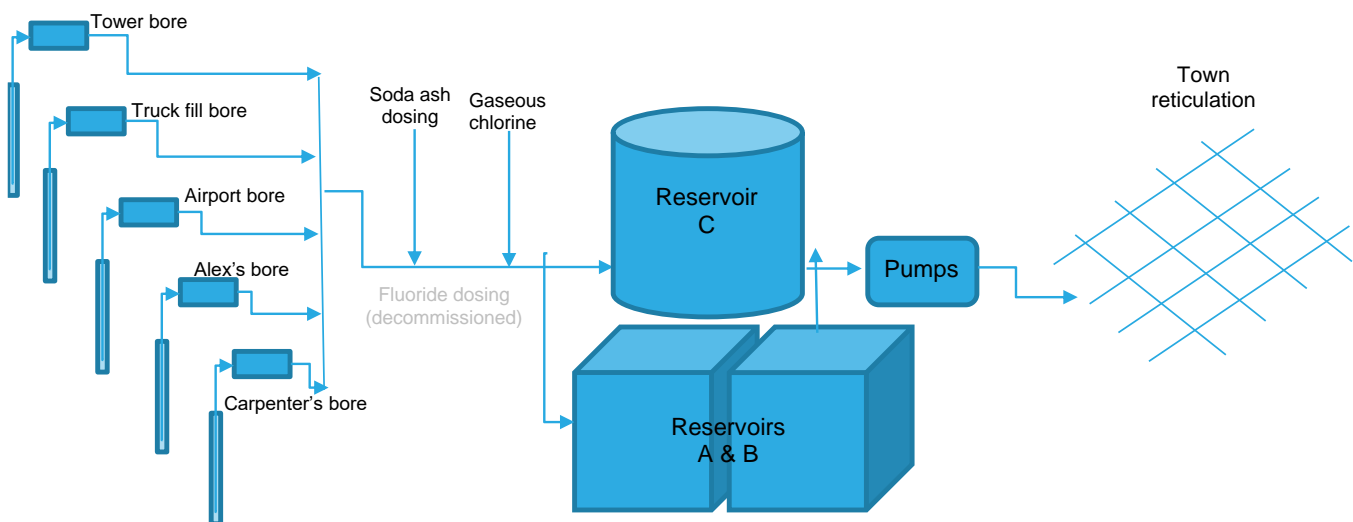 Tower bore
Truck fill bore
Airport bore
Alex's bore
Carpenter's bore
Soda ash
dosing
Gaseous
chlorine
Fluoride dosing
(decommissioned)
Reservoir
C
Reservoirs
A & B
Pumps
Town
reticulation